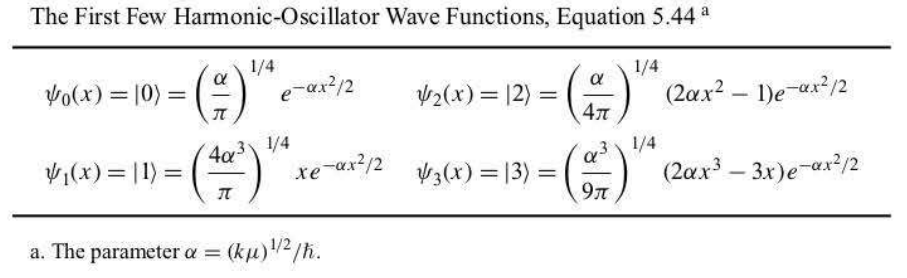 The First Few Harmonic-Oscillator Wave Functions, Equation 5.44 ᵃ
ψ₀(x) = |0⟩ = (α/π)^{1/4} e^{−αx²/2}    ψ₂(x) = |2⟩ = (α/4π)^{1/4} (2αx² − 1)e^{−αx²/2}
ψ₁(x) = |1⟩ = (4α³/π)^{1/4} xe^{−αx²/2}    ψ₃(x) = |3⟩ = (α³/9π)^{1/4} (2αx³ − 3x)e^{−αx²/2}
a. The parameter α = (kμ)^{1/2}/ħ.